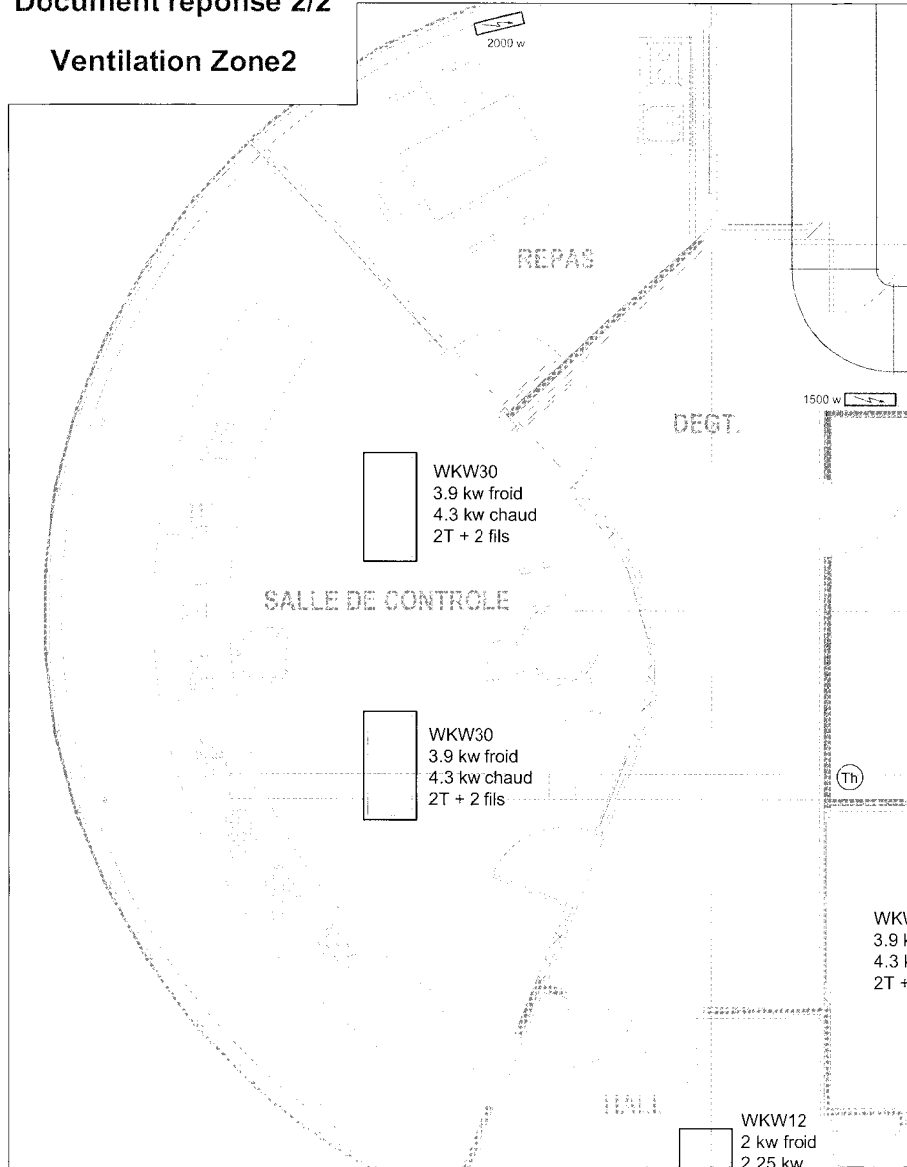 Document réponse 2/2
Ventilation Zone2
2000 w
REPAS
1500 w
DEGT.
WKW30
3.9 kw froid
4.3 kw chaud
2T + 2 fils
SALLE DE CONTROLE
WKW30
3.9 kw froid
4.3 kw chaud
2T + 2 fils
Th
3.9
4.3
2T +
HALL
WKW12
2 kw froid
2.25 kw